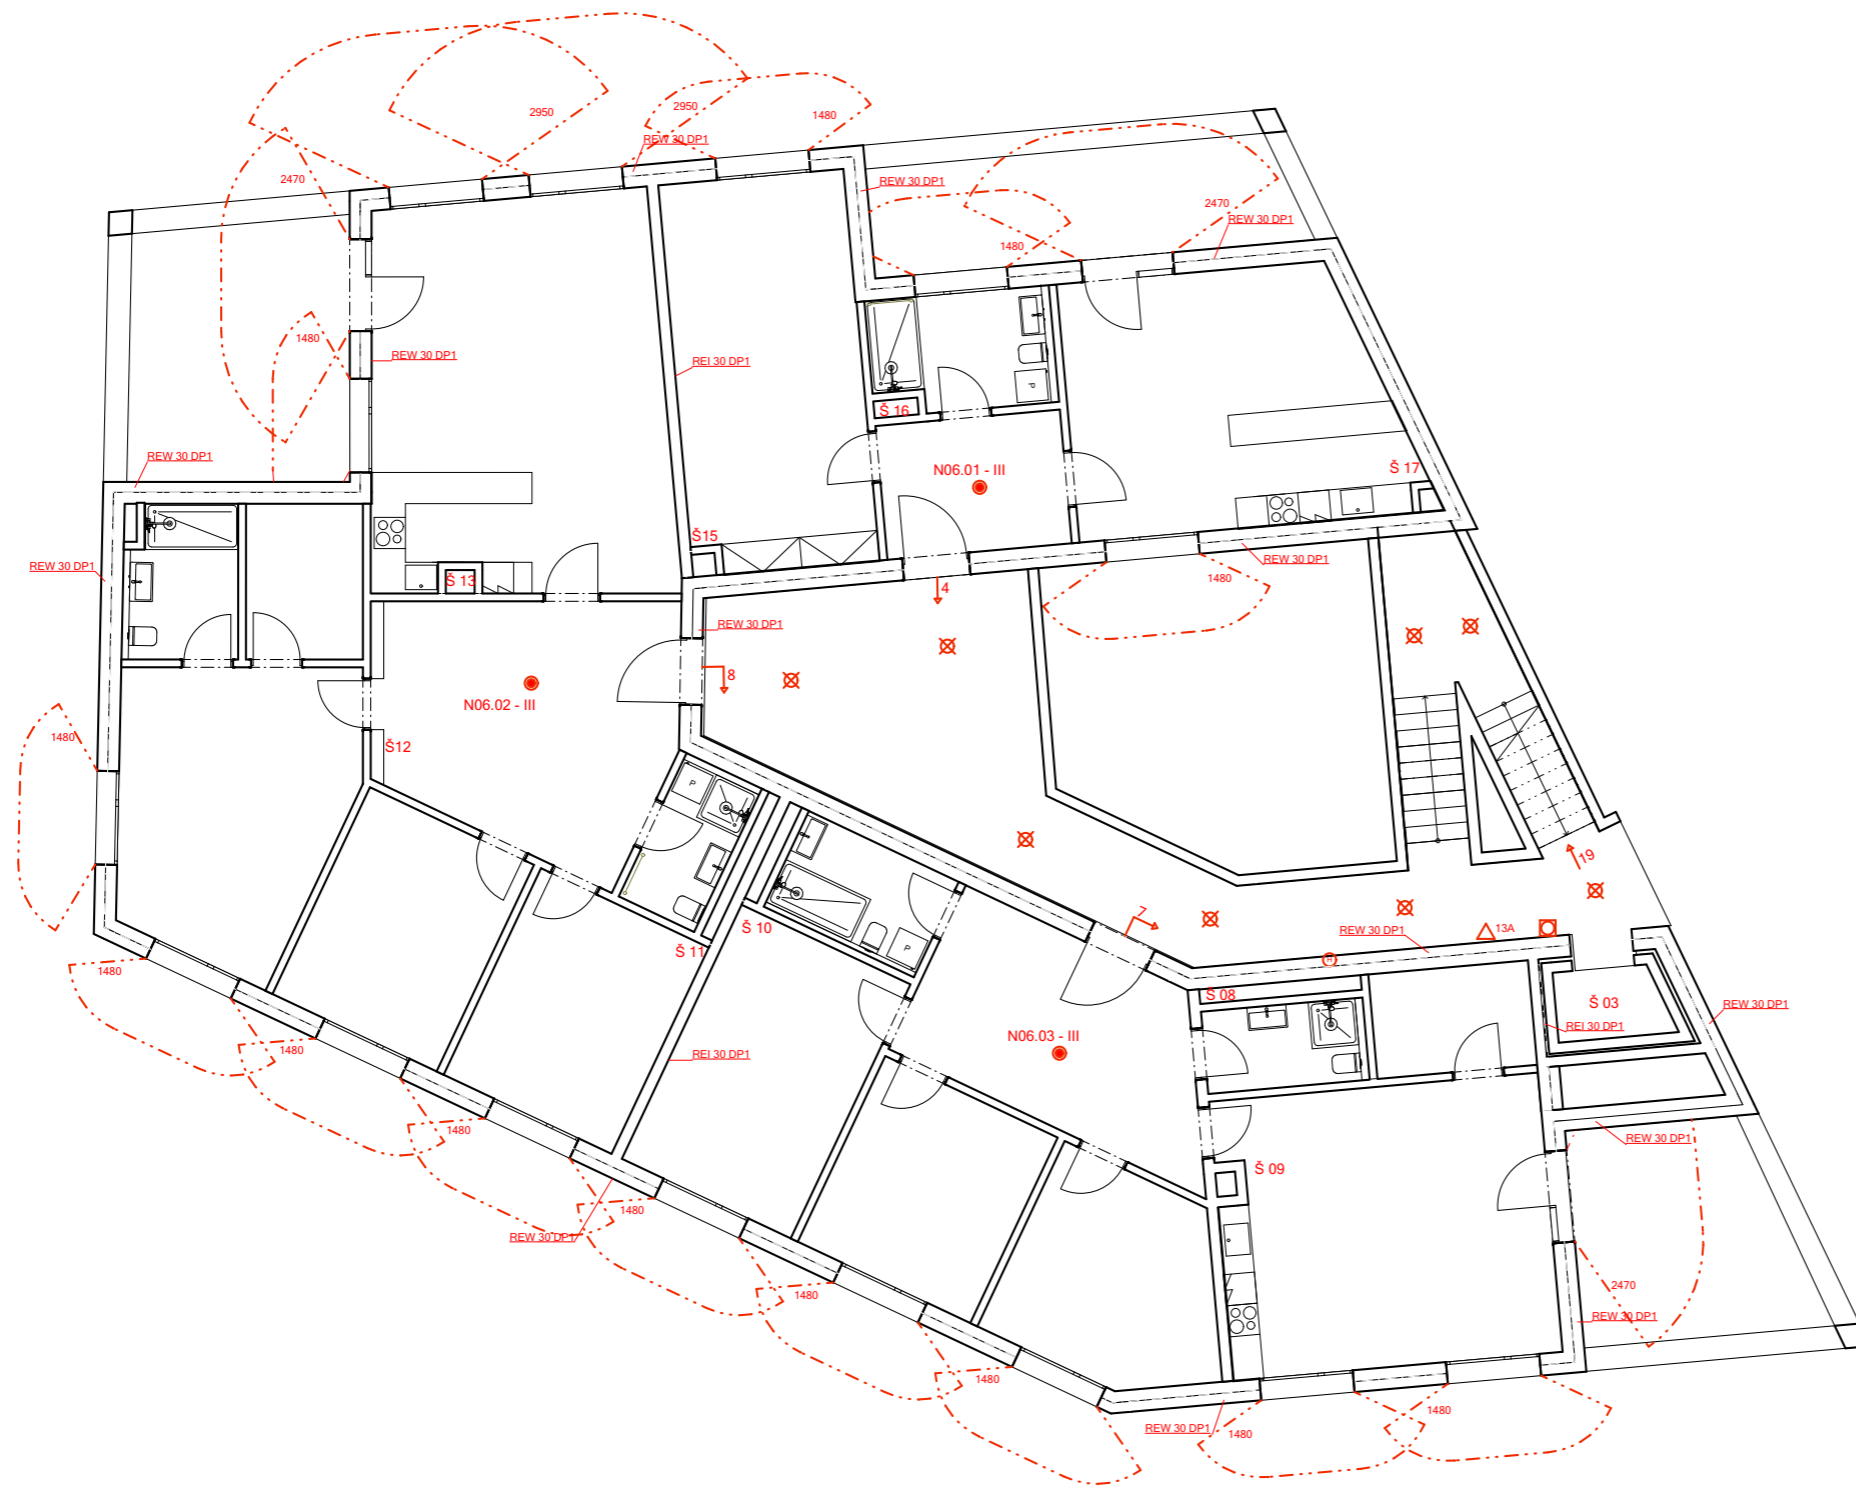 2950
2950
1480
REW 30 DP1
2470
REW 30 DP1
2470
REW 30 DP1
1480
1480
REW 30 DP1
REI 30 DP1
P
Š 16
REW 30 DP1
N06.01 - III
Š 17
Š15
REW 30 DP1
REW 30 DP1
Š 13
1480
4
REW 30 DP1
8
N06.02 - III
1480
Š12
P
19
7
Š 10
13A
REW 30 DP1
P
Š 11
H
1480
Š 08
Š 03
REW 30 DP1
REI 30 DP1
N06.03 - III
1480
REI 30 DP1
1480
REW 30 DP1
Š 09
1480
REW 30 DP1
2470
1480
REW 30 DP1
1480
1480
REW 30 DP1
1480